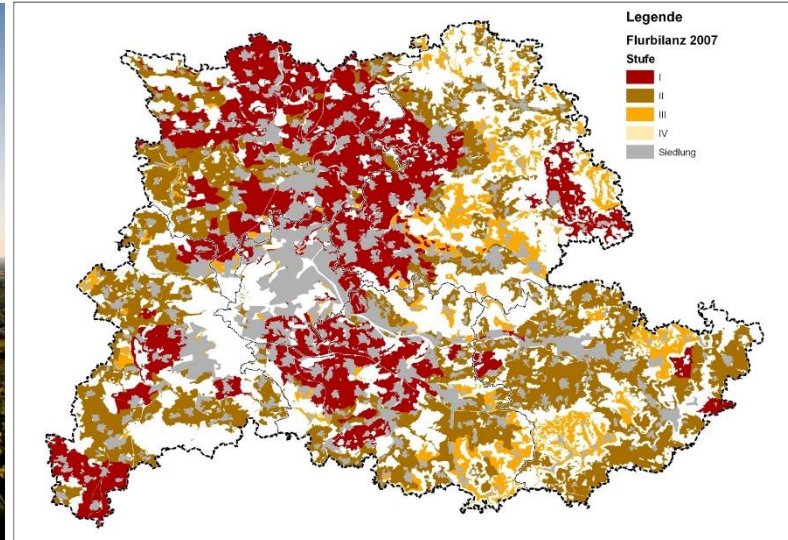 Legende
Flurbilanz 2007
Stufe
I
II
III
IV
Siedlung